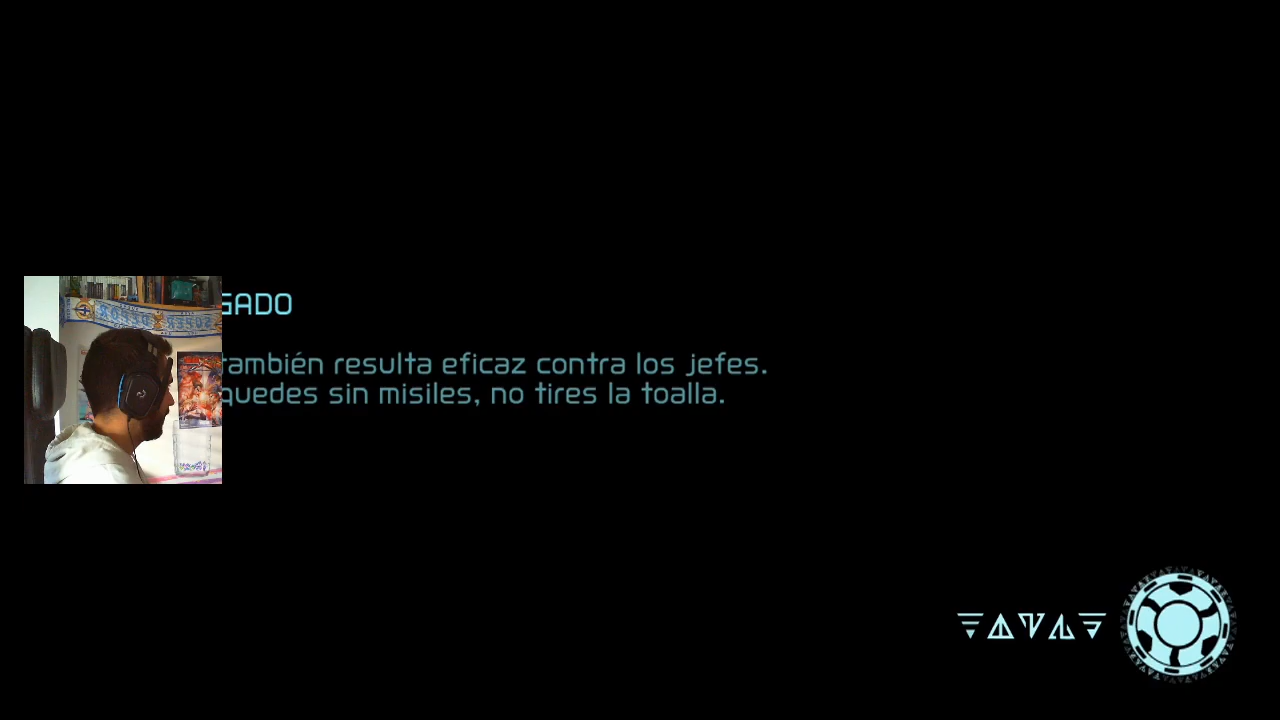 GADO
también resulta eficaz contra los jefes.
quedes sin misiles, no tires la toalla.